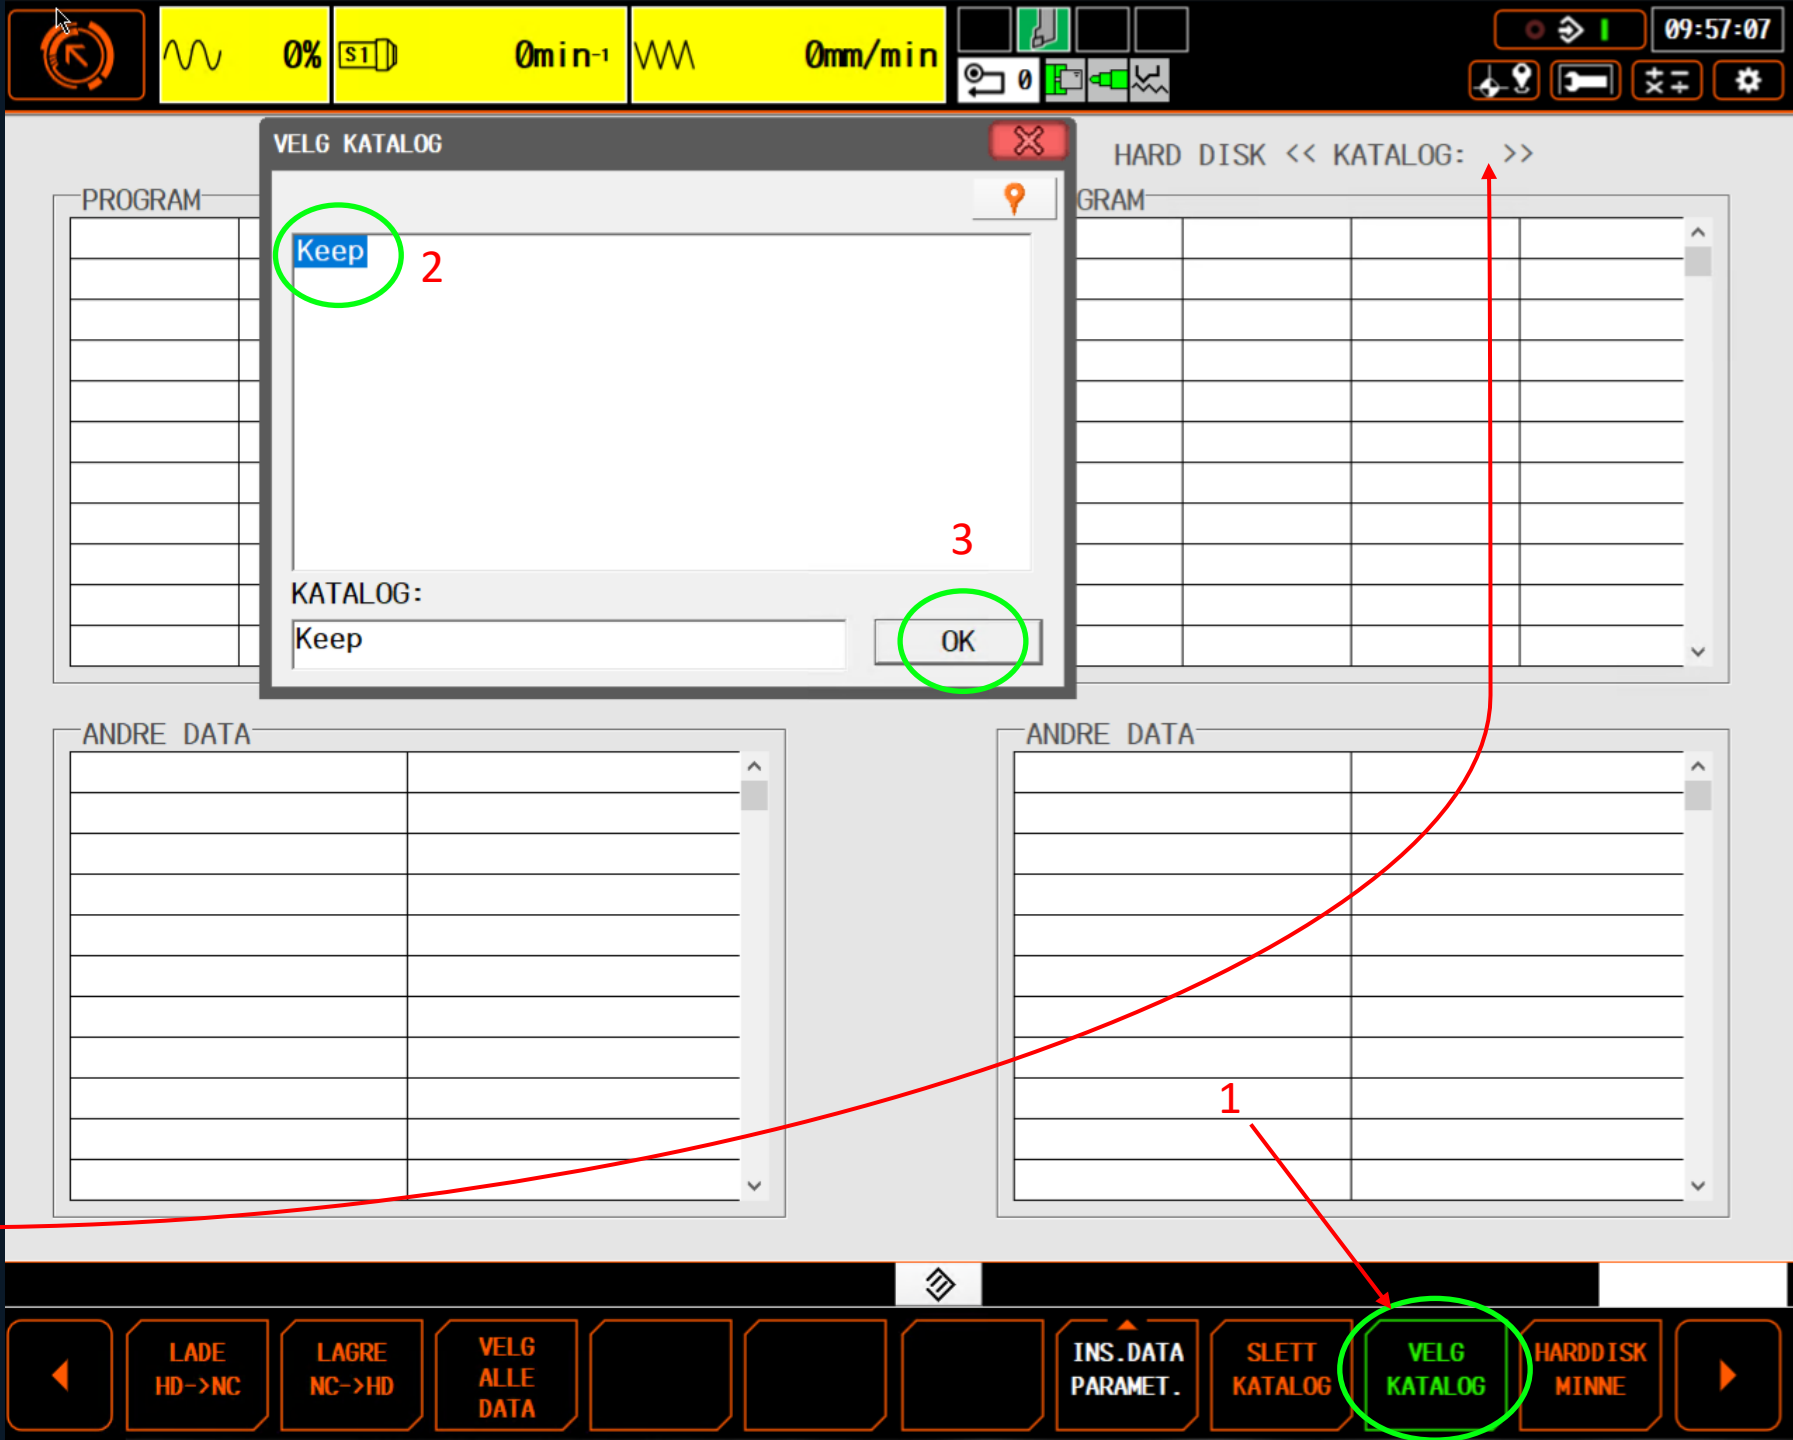 0% S1 0min-1 0mm/min 09:57:07
0
VELG KATALOG
HARD DISK << KATALOG: >>
PROGRAM
GRAM
Keep
2
3
KATALOG:
Keep
OK
ANDRE DATA
ANDRE DATA
1
LADE
HD->NC
LAGRE
NC->HD
VELG
ALLE
DATA
INS.DATA
PARAMET.
SLETT
KATALOG
VELG
KATALOG
HARDDISK
MINNE